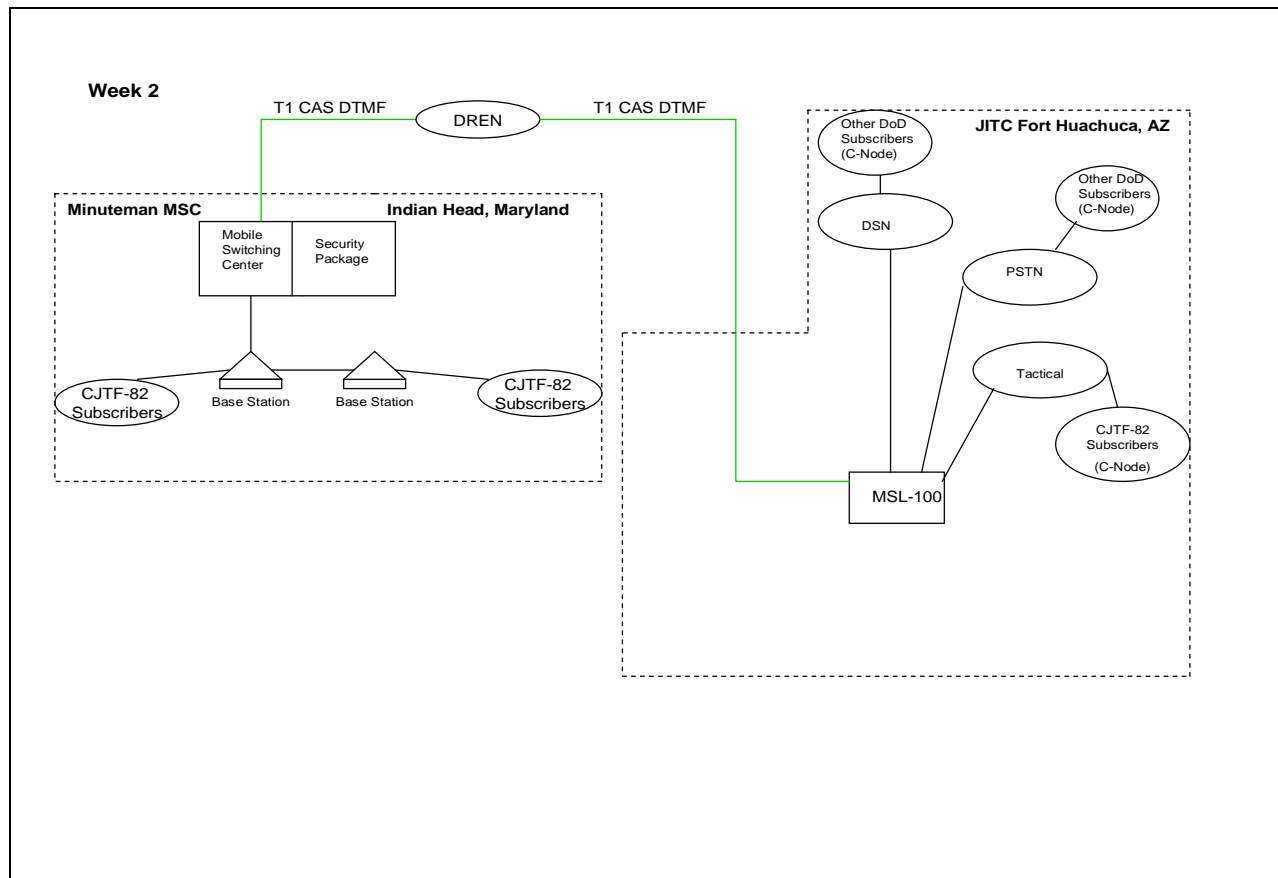 Week 2
T1 CAS DTMF
DREN
T1 CAS DTMF
Minuteman MSC
Indian Head, Maryland
Mobile
Switching
Center
Security
Package
CJTF-82
Subscribers
Base Station
Base Station
CJTF-82
Subscribers
JITC Fort Huachuca, AZ
Other DoD
Subscribers
(C-Node)
DSN
Other DoD
Subscribers
(C-Node)
PSTN
Tactical
CJTF-82
Subscribers
(C-Node)
MSL-100